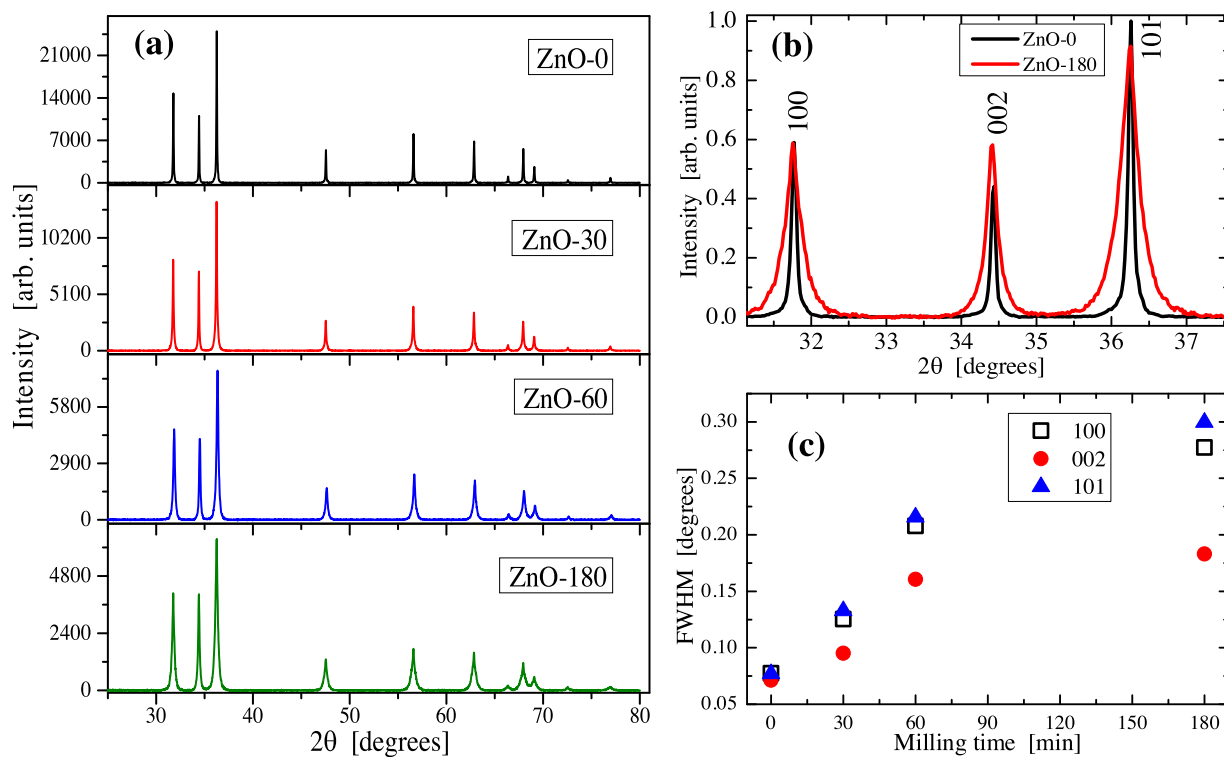 (a)
ZnO-0
21000
14000
7000
0
ZnO-30
10200
5100
0
ZnO-60
5800
2900
0
ZnO-180
4800
2400
0
Intensity [arb. units]
30 40 50 60 70 80
2θ [degrees]
(b)
ZnO-0
ZnO-180
100
002
101
1.0
0.8
0.6
0.4
0.2
0.0
Intensity [arb. units]
32 33 34 35 36 37
2θ [degrees]
(c)
100
002
101
0.30
0.25
0.20
0.15
0.10
0.05
FWHM [degrees]
0 30 60 90 120 150 180
Milling time [min]